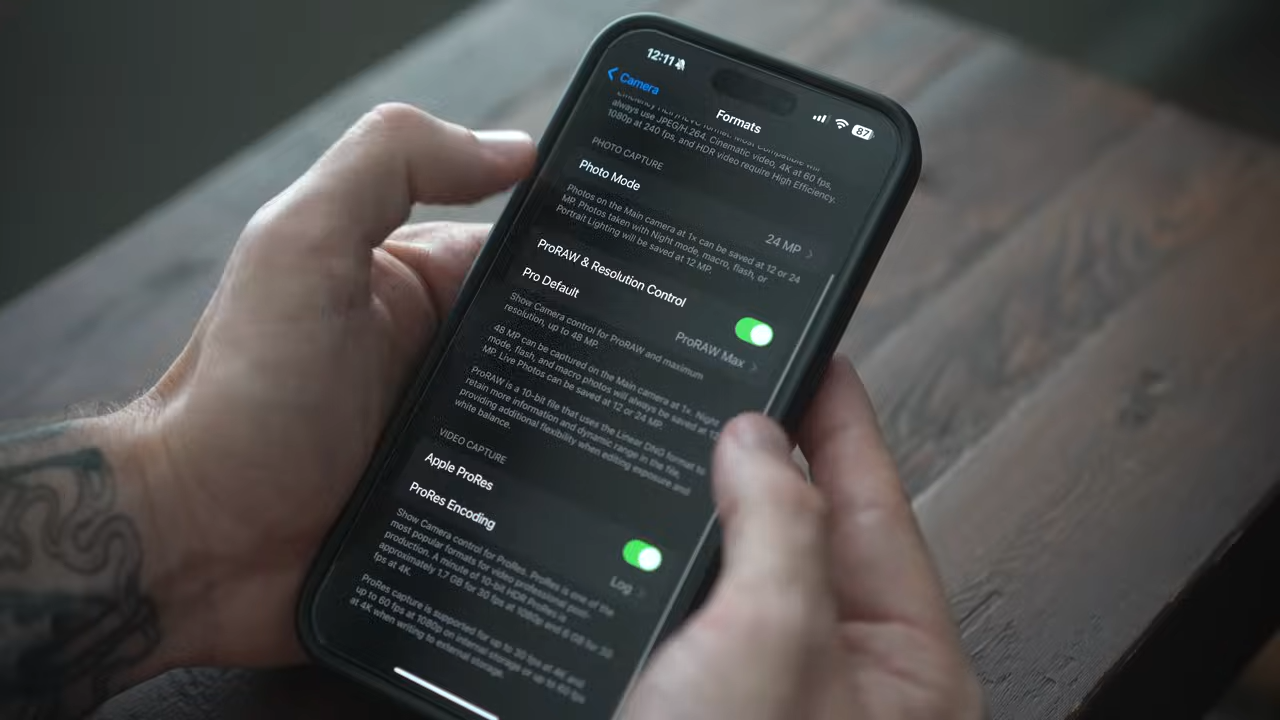 12:11
87
Camera
Formats
always use JPEG/H.264. Cinematic video, 4K at 60 fps,
1080p at 240 fps, and HDR video require High Efficiency.
PHOTO CAPTURE
Photo Mode
24 MP
Photos on the Main camera at 1x can be saved at 12 or 24
MP. Photos taken with Night mode, macro, flash, or
Portrait Lighting will be saved at 12 MP.
ProRAW & Resolution Control
Pro Default
ProRAW Max
Show Camera control for ProRAW and maximum
resolution, up to 48 MP.
48 MP can be captured on the Main camera at 1x. Night
mode, flash, and macro photos will always be saved at 12
MP. Live Photos can be saved at 12 or 24 MP.
ProRAW is a 10-bit file that uses the Linear DNG format to
retain more information and dynamic range in the file,
providing additional flexibility when editing exposure and
white balance.
VIDEO CAPTURE
Apple ProRes
ProRes Encoding
Log
Show Camera control for ProRes. ProRes is one of the
most popular formats for video professional post-
production. A minute of 10-bit HDR ProRes is
approximately 1.7 GB for 30 fps at 1080p and 6 GB for 30
fps at 4K.
ProRes capture is supported for up to 30 fps at 4K and
up to 60 fps at 1080p on internal storage or up to 60 fps
at 4K when writing to external storage.